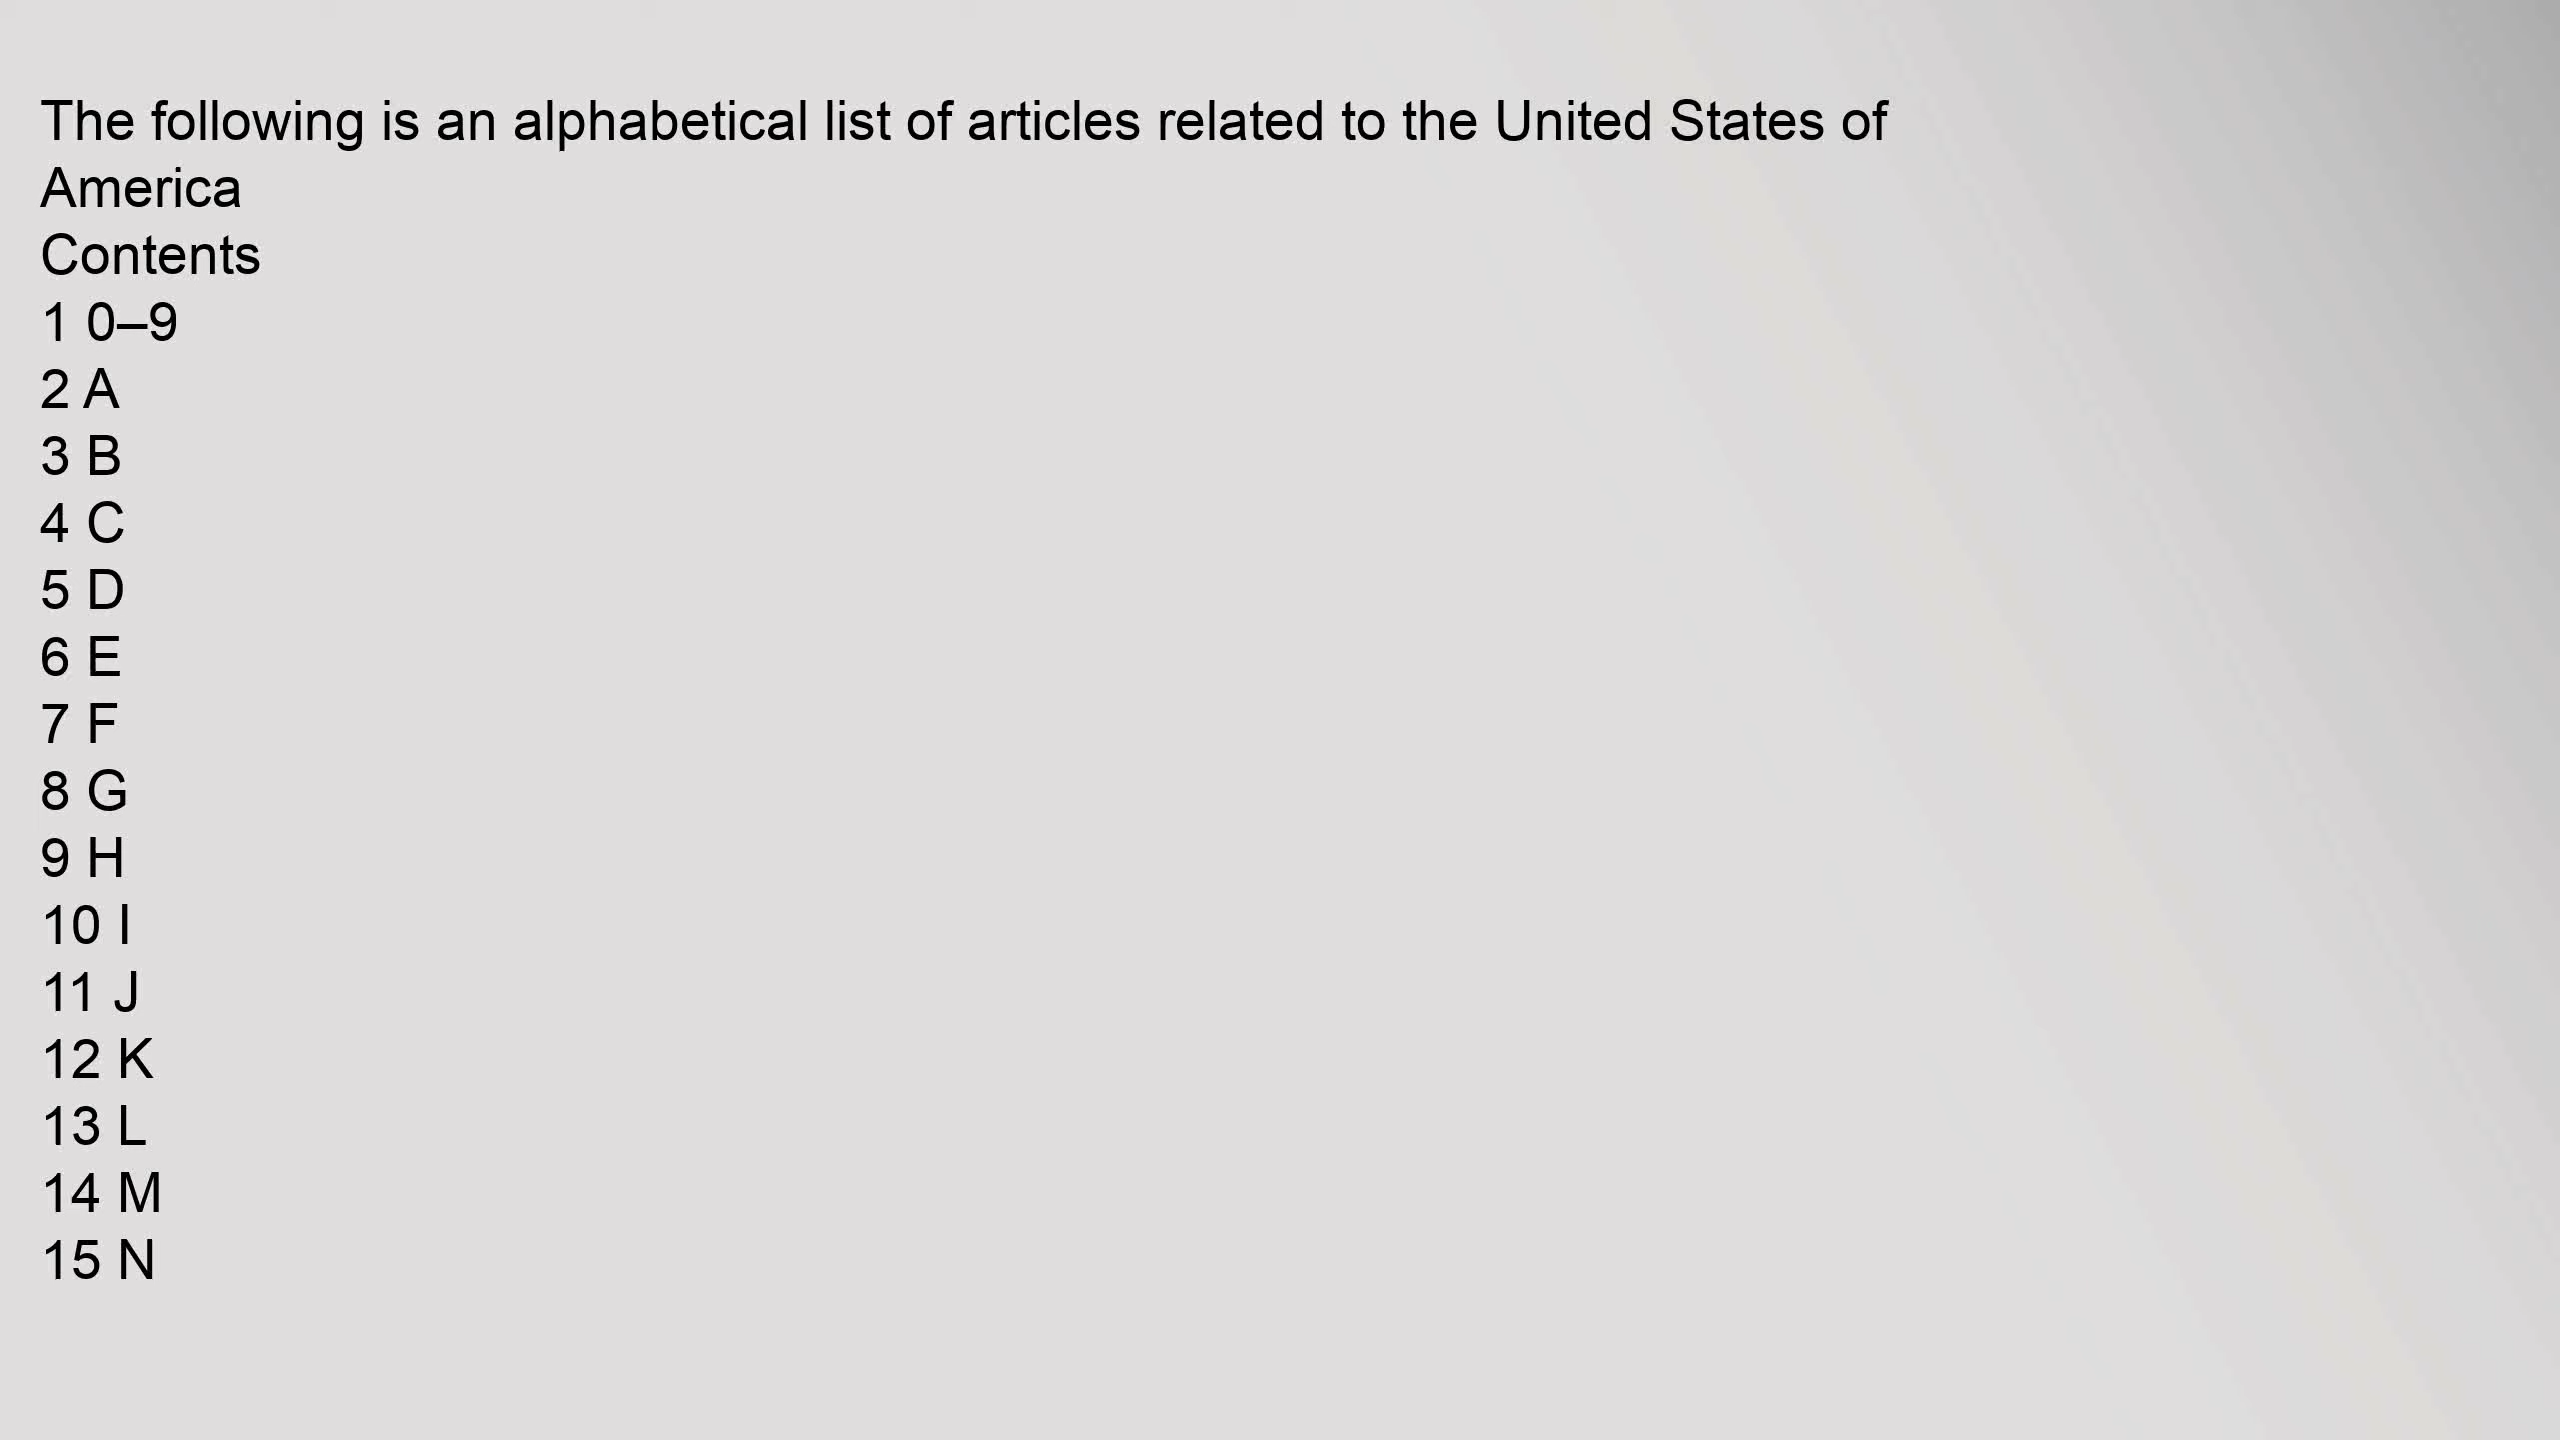 The following is an alphabetical list of articles related to the United States of
America
Contents
1 0–9
2 A
3 B
4 C
5 D
6 E
7 F
8 G
9 H
10 I
11 J
12 K
13 L
14 M
15 N